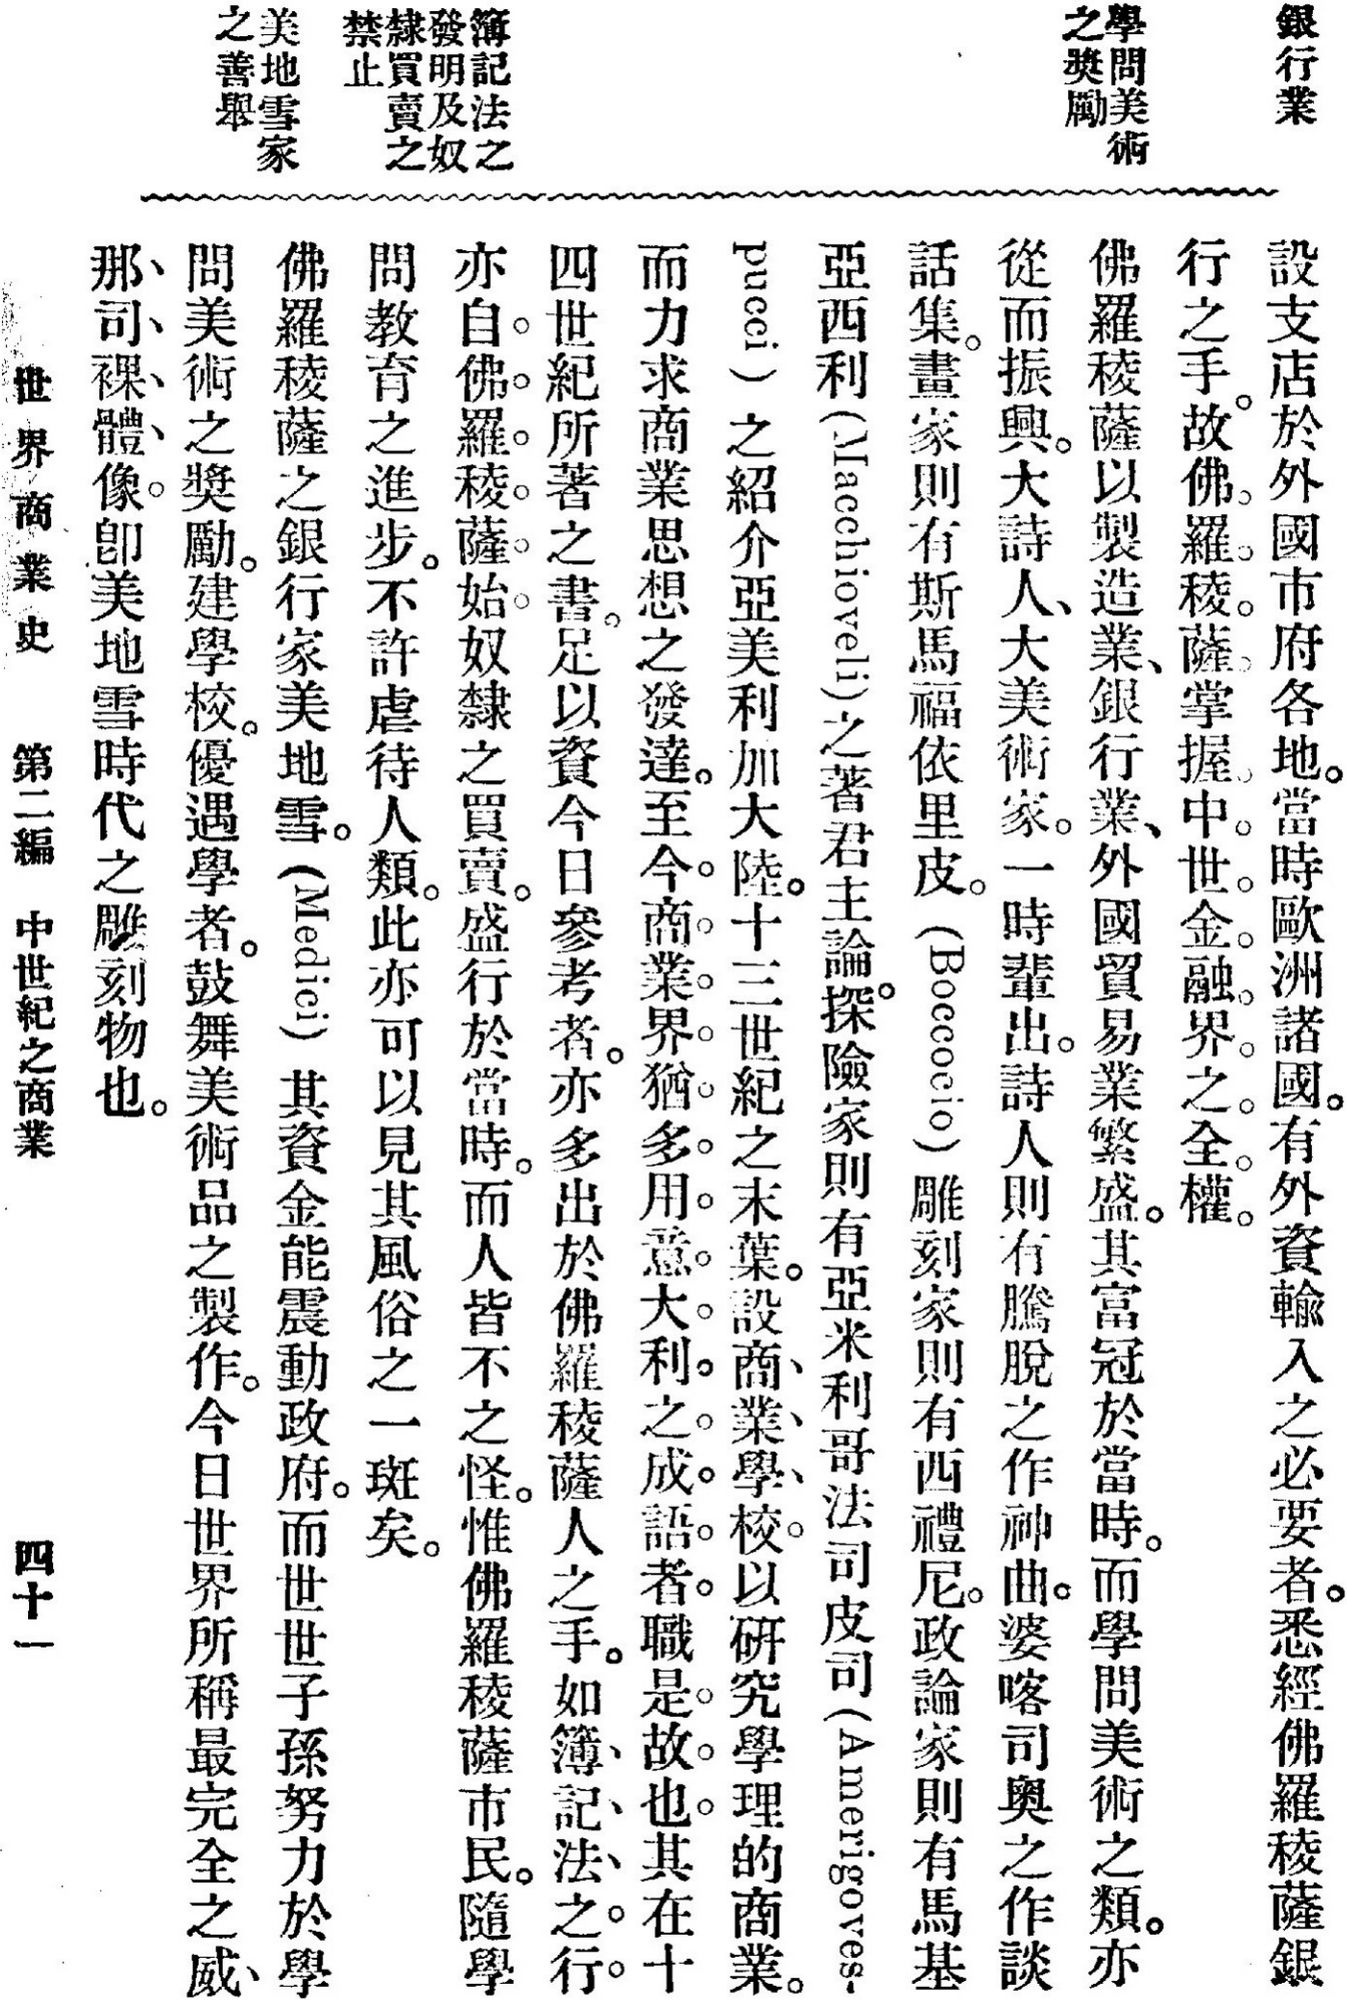 銀行業
學問美術
之獎勵
簿記法之
發明及奴
隸買賣之
禁止
美地雪家
之善舉
設支店於外國市府各地。當時歐洲諸國。有外資輸入之必要者。悉經佛羅稜薩銀
行之手。故佛羅稜薩掌握中世金融界之全權。
佛羅稜薩以製造業、銀行業、外國貿易業繁盛。其富冠於當時。而學問美術之類。亦
從而振興。大詩人、大美術家。一時輩出。詩人則有騰脫之作神曲。婆喀司奧之作談
話集。畫家則有斯馬福依里皮。(Boccocio)雕刻家則有西禮尼。政論家則有馬基
亞西利(Macchioveli)之著君主論。探險家則有亞米利哥法司皮司(Amerigoves-
pucci)之紹介亞美利加大陸。十三世紀之末葉。設商業學校。以研究學理的商業。
而力求商業思想之發達。至今商業界猶多用意大利之成語者。職是故也。其在十
四世紀所著之書。足以資今日參考者。亦多出於佛羅稜薩人之手。如簿記法之行
亦自佛羅稜薩始。奴隸之買賣。盛行於當時。而人皆不之怪。惟佛羅稜薩市民。隨學
問教育之進步。不許虐待人類。此亦可以見其風俗之一斑矣。
佛羅稜薩之銀行家美地雪。(Medici)其資金能震動政府。而世世子孫努力於學
問美術之獎勵。建學校。優遇學者。鼓舞美術品之製作。今日世界所稱最完全之威、
那、司、裸、體、像。卽美地雪時代之雕刻物也。
世界商業史　第二編　中世紀之商業　四十一